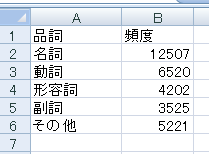 A B
1 品詞 頻度
2 名詞 12507
3 動詞 6520
4 形容詞 4202
5 副詞 3525
6 その他 5221
7